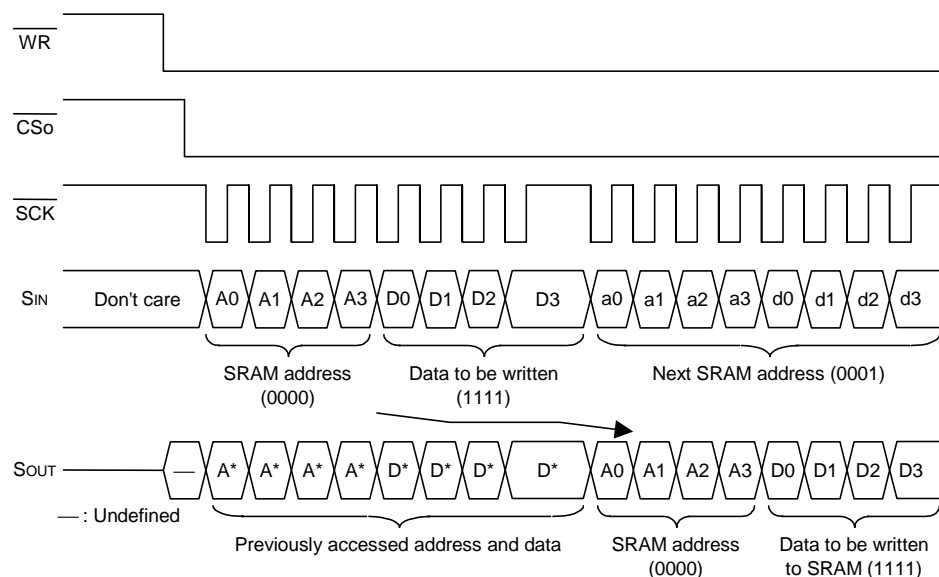 WR
CSo
SCK
SIN Don't care A0 A1 A2 A3 D0 D1 D2 D3 a0 a1 a2 a3 d0 d1 d2 d3
SRAM address
(0000)
Data to be written
(1111)
Next SRAM address (0001)
SOUT — A* A* A* A* D* D* D* D* A0 A1 A2 A3 D0 D1 D2 D3
— : Undefined
Previously accessed address and data
SRAM address
(0000)
Data to be written
to SRAM (1111)